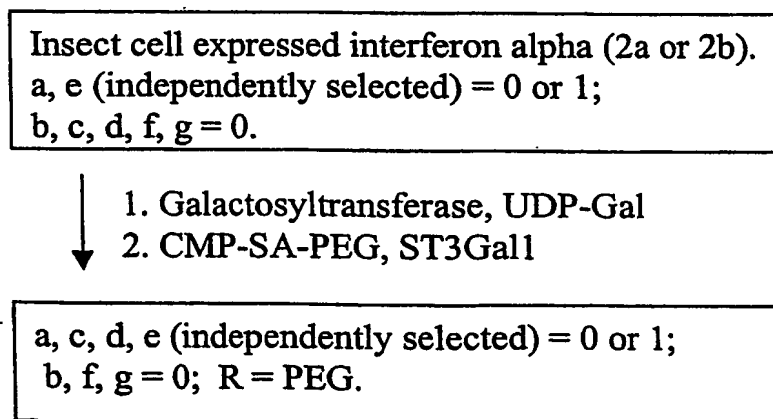 Insect cell expressed interferon alpha (2a or 2b).
a, e (independently selected) = 0 or 1;
b, c, d, f, g = 0.
1. Galactosyltransferase, UDP-Gal
2. CMP-SA-PEG, ST3Gal1
a, c, d, e (independently selected) = 0 or 1;
b, f, g = 0; R = PEG.